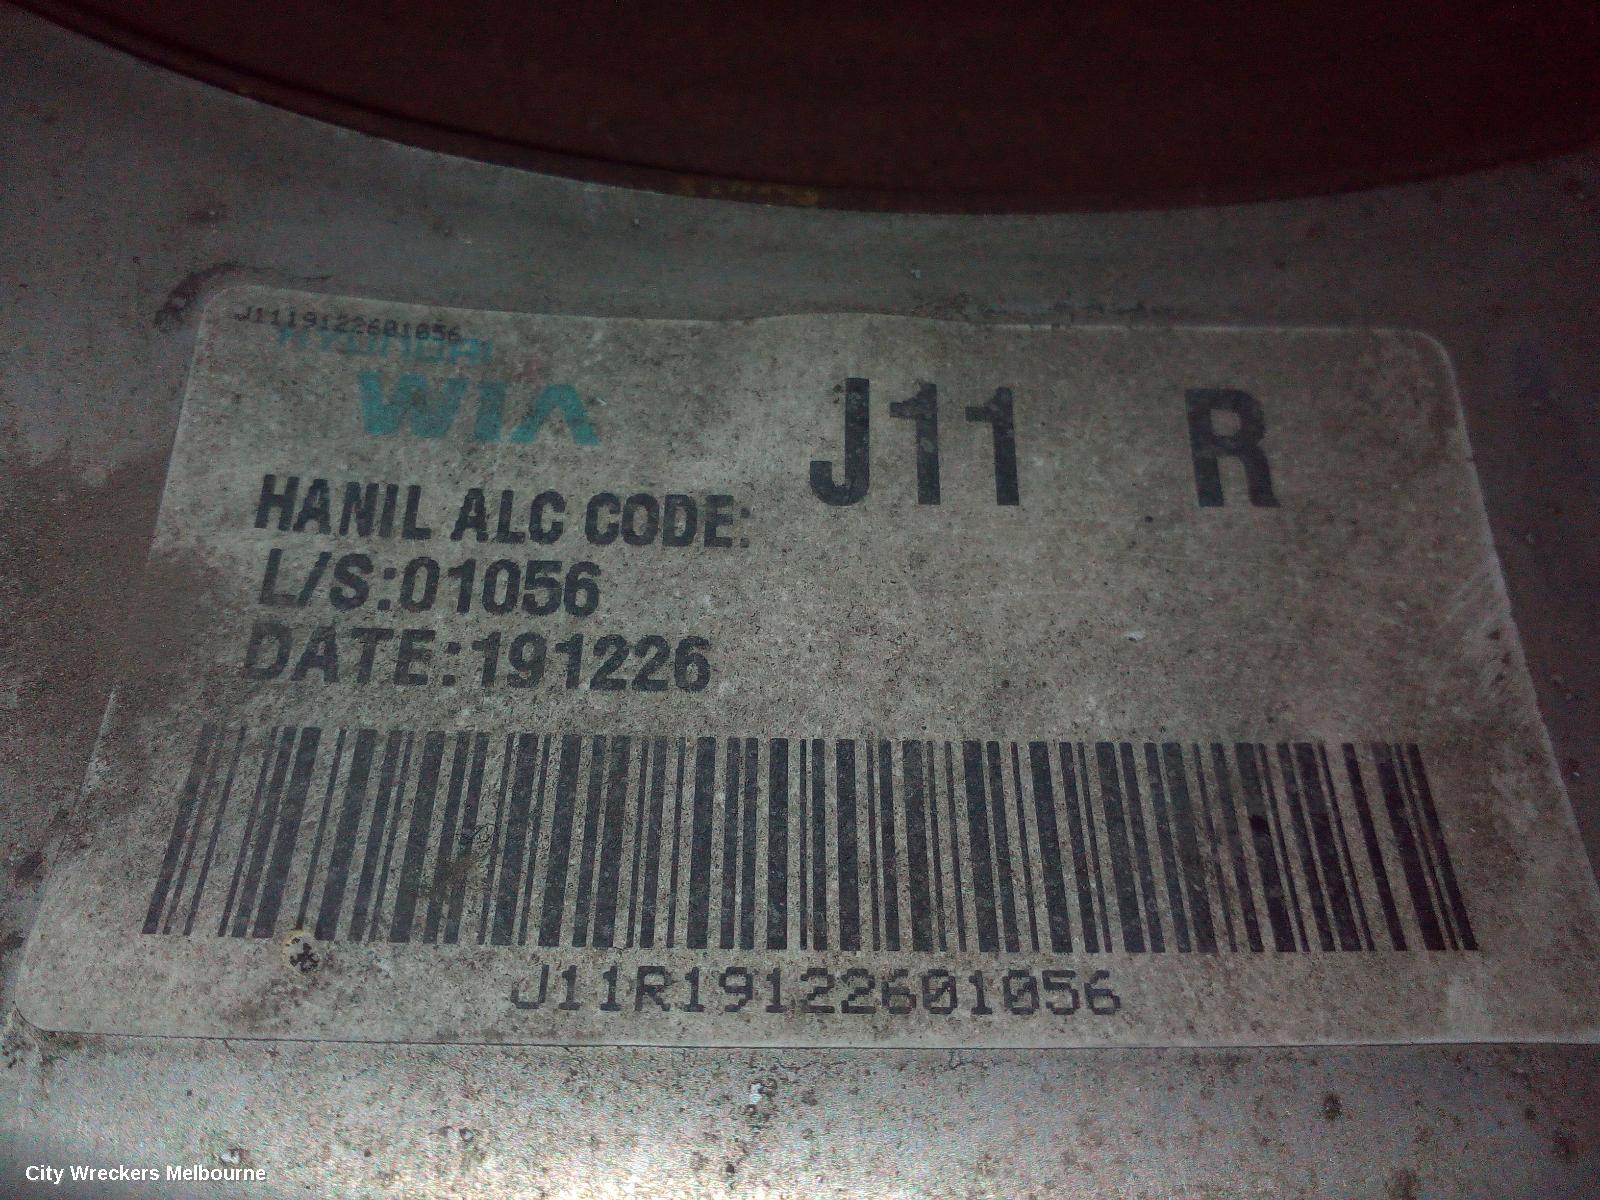 J1119122601056
HYUNDAI
WIA
J11 R
HANIL ALC CODE:
L/S:01056
DATE:191226
J11R19122601056
City Wreckers Melbourne